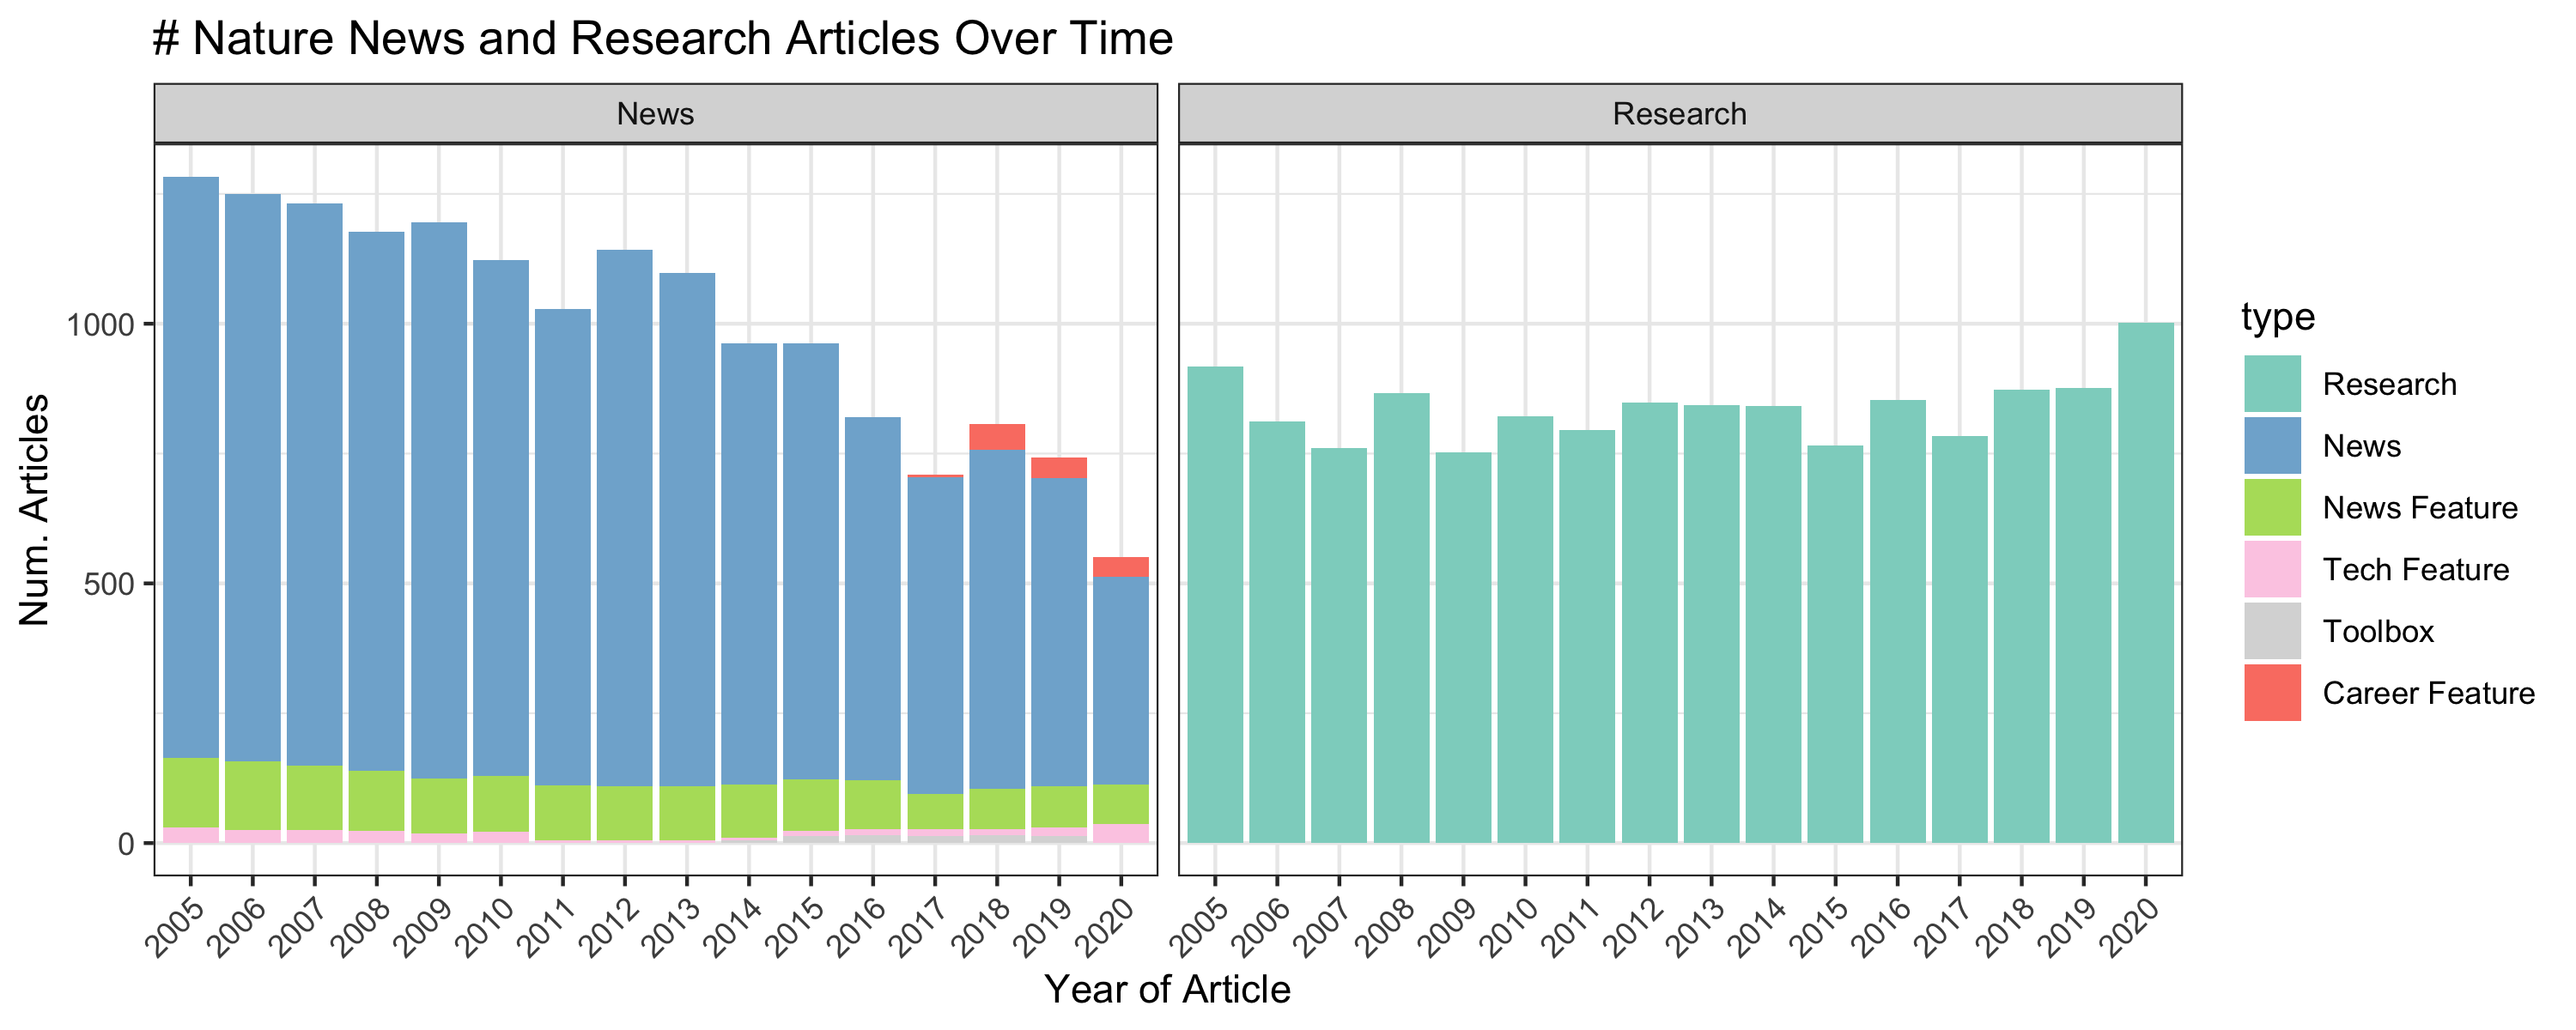 # Nature News and Research Articles Over Time
News
Research
Num. Articles
1000
500
0
2005 2006 2007 2008 2009 2010 2011 2012 2013 2014 2015 2016 2017 2018 2019 2020
2005 2006 2007 2008 2009 2010 2011 2012 2013 2014 2015 2016 2017 2018 2019 2020
Year of Article
type
Research
News
News Feature
Tech Feature
Toolbox
Career Feature